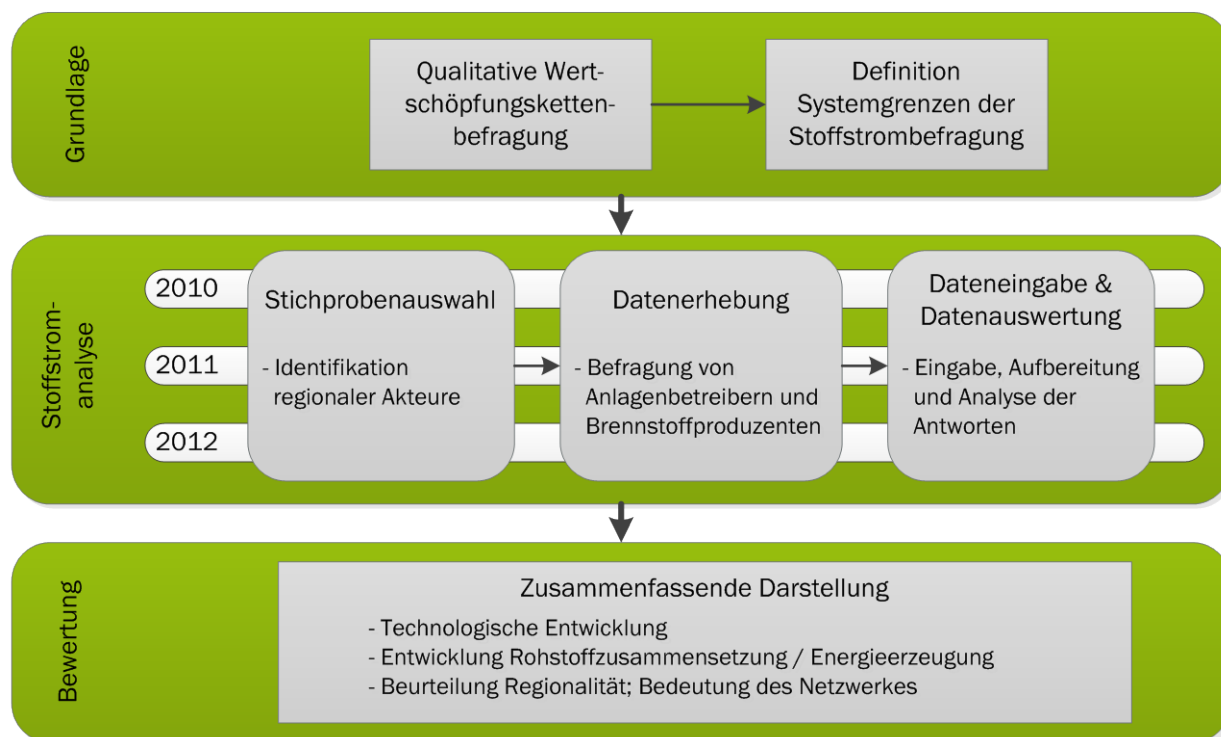 Grundlage
Qualitative Wert-
schöpfungsketten-
befragung
Definition
Systemgrenzen der
Stoffstrombefragung
Stoffstrom-
analyse
2010
2011
2012
Stichprobenauswahl
- Identifikation
regionaler Akteure
Datenerhebung
- Befragung von
Anlagenbetreibern und
Brennstoffproduzenten
Dateneingabe &
Datenauswertung
- Eingabe, Aufbereitung
und Analyse der
Antworten
Bewertung
Zusammenfassende Darstellung
- Technologische Entwicklung
- Entwicklung Rohstoffzusammensetzung / Energieerzeugung
- Beurteilung Regionalität; Bedeutung des Netzwerkes